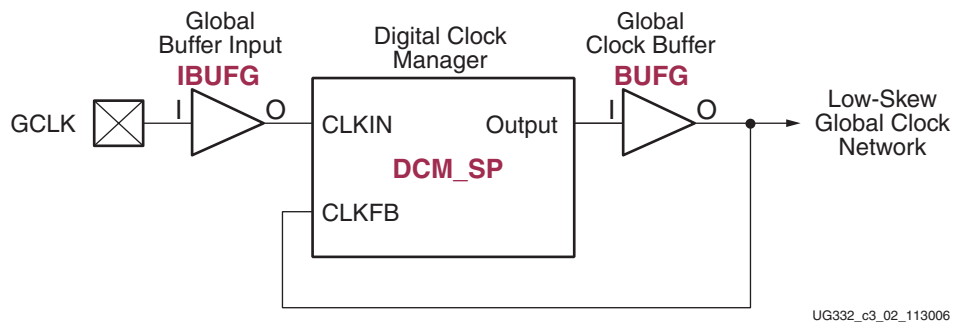 Global
Buffer Input
IBUFG
Digital Clock
Manager
Global
Clock Buffer
BUFG
GCLK
I
O
CLKIN
Output
I
O
Low-Skew
Global Clock
Network
DCM_SP
CLKFB
UG332_c3_02_113006